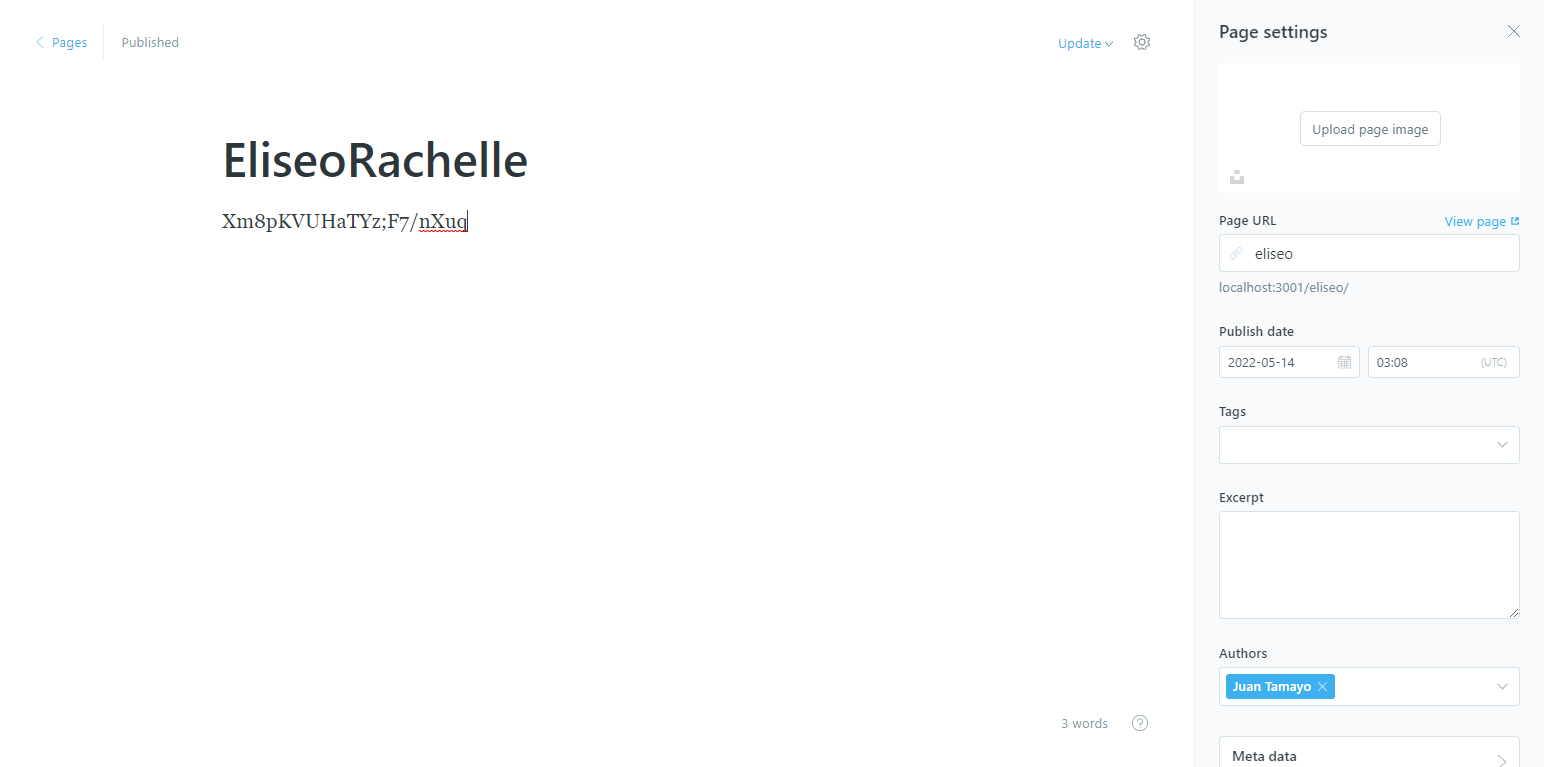 Pages
Published
Update
EliseoRachelle
Xm8pKVUHaTYz;F7/nXuq
3 words
?
Page settings
Upload page image
Page URL
View page
eliseo
localhost:3001/eliseo/
Publish date
2022-05-14
03:08
(UTC)
Tags
Excerpt
Authors
Juan Tamayo
Meta data